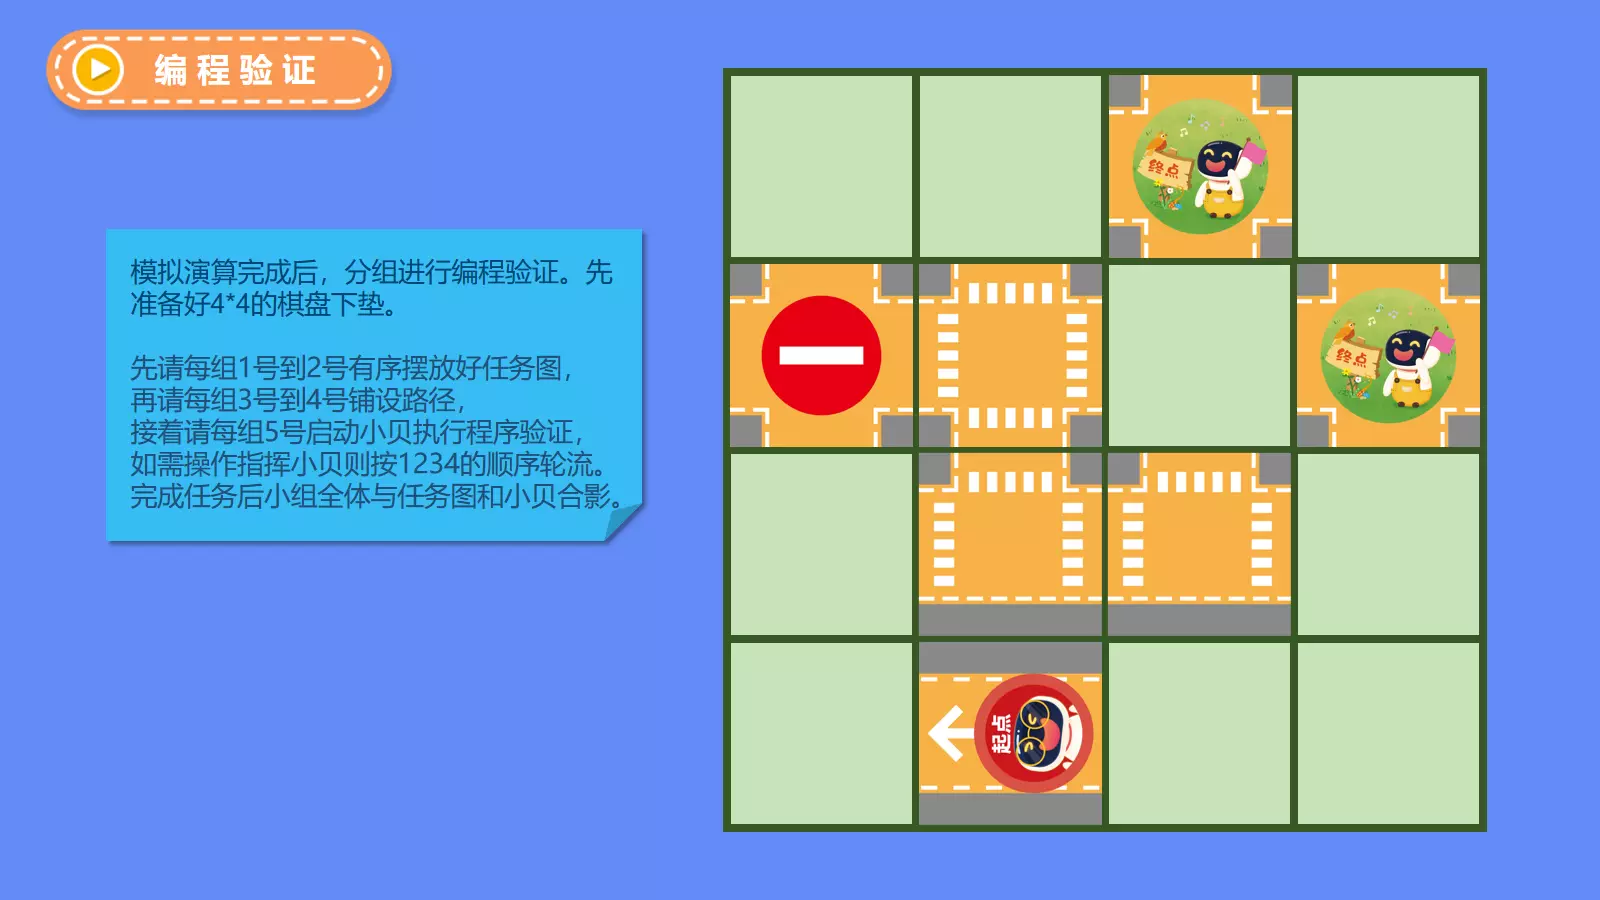 编程验证
模拟演算完成后，分组进行编程验证。先
准备好4*4的棋盘下垫。
先请每组1号到2号有序摆放好任务图，
再请每组3号到4号铺设路径，
接着请每组5号启动小贝执行程序验证，
如需操作指挥小贝则按1234的顺序轮流。
完成任务后小组全体与任务图和小贝合影。
终点
终点
起点